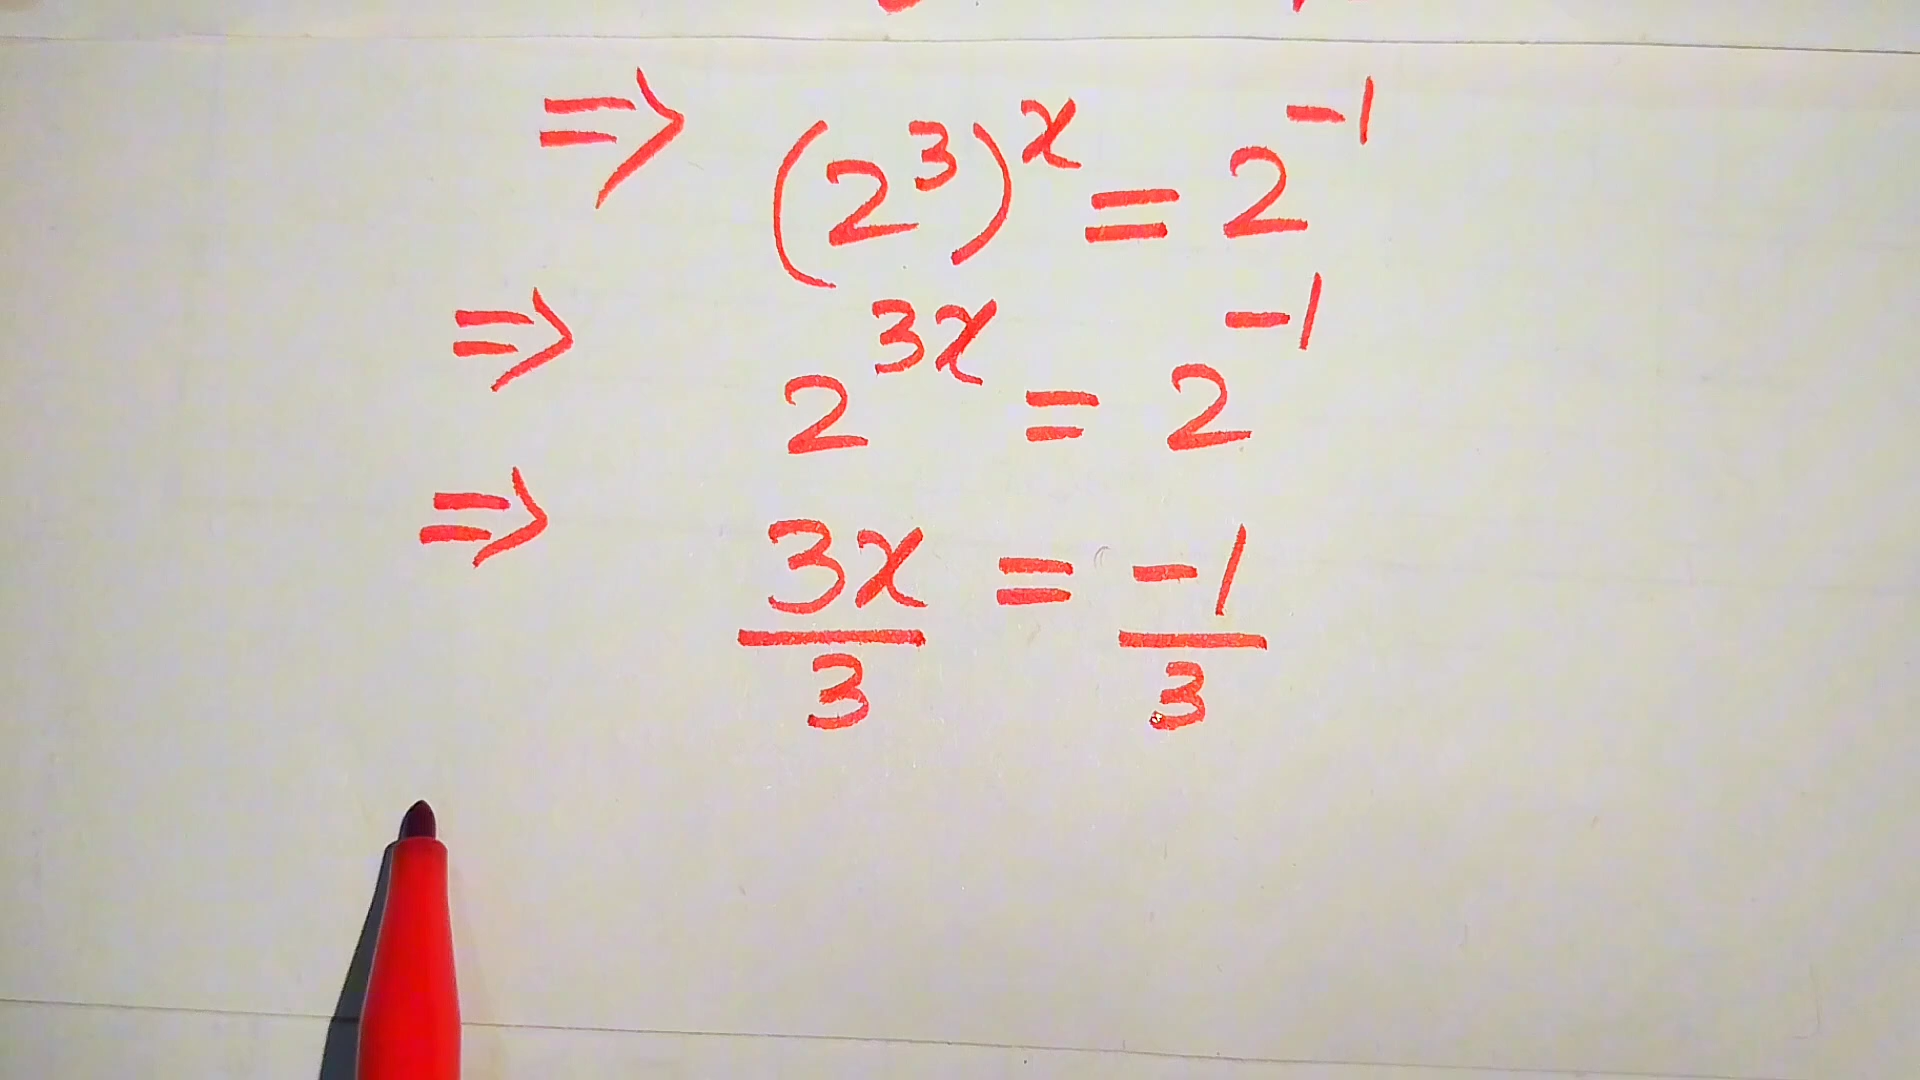 ⇒ (2³)ˣ = 2⁻¹
⇒ 2³ˣ = 2⁻¹
⇒ 3x/3 = -1/3